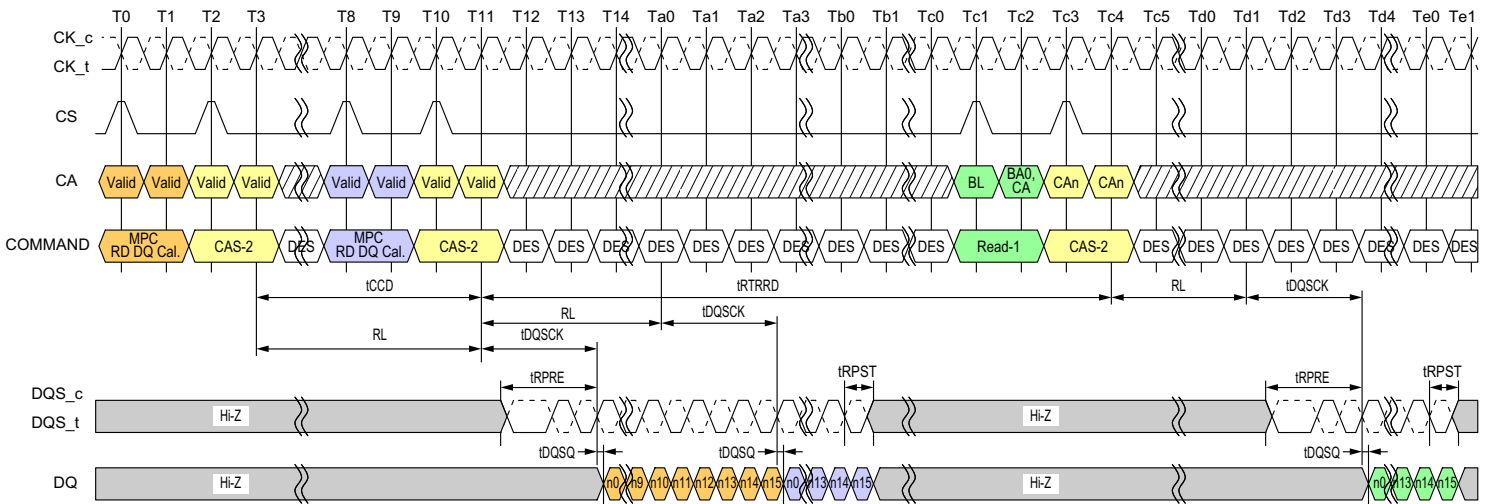 T0 T1 T2 T3 T8 T9 T10 T11 T12 T13 T14 Ta0 Ta1 Ta2 Ta3 Tb0 Tb1 Tc0 Tc1 Tc2 Tc3 Tc4 Tc5 Td0 Td1 Td2 Td3 Td4 Te0 Te1
CK_c
CK_t
CS
CA Valid Valid Valid Valid Valid Valid Valid Valid BL BA0, CA CAn CAn
COMMAND MPC RD DQ Cal. CAS-2 DES MPC RD DQ Cal. CAS-2 DES DES DES DES DES DES DES DES DES DES Read-1 CAS-2 DES DES DES DES DES DES DES DES
tCCD tRTRRD RL tDQSCK
RL tDQSCK
RL tDQSCK
tRPRE tRPST tRPRE tRPST
DQS_c
DQS_t Hi-Z Hi-Z
tDQSQ tDQSQ tDQSQ
DQ Hi-Z n0 n9 n10 n11 n12 n13 n14 n15 n0 n13 n14 n15 Hi-Z n0 n13 n14 n15